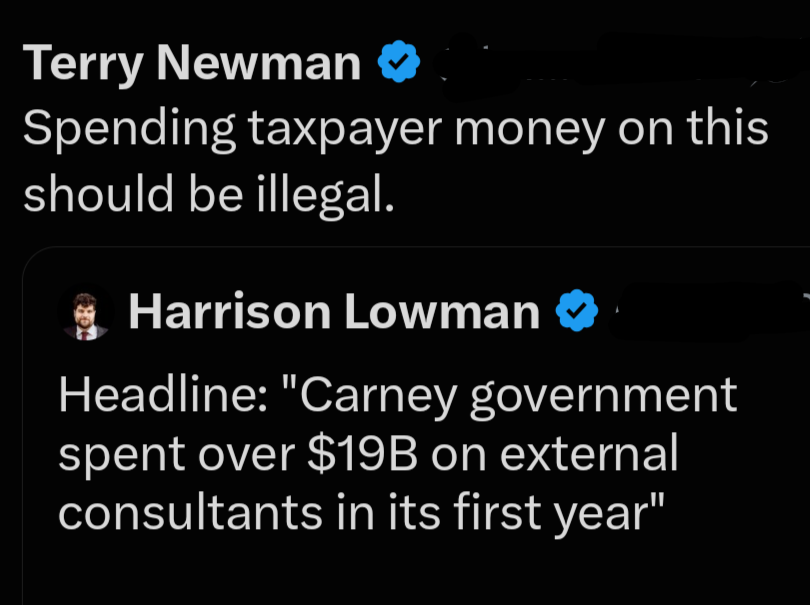 Terry Newman
Spending taxpayer money on this
should be illegal.
Harrison Lowman
Headline: "Carney government
spent over $19B on external
consultants in its first year"